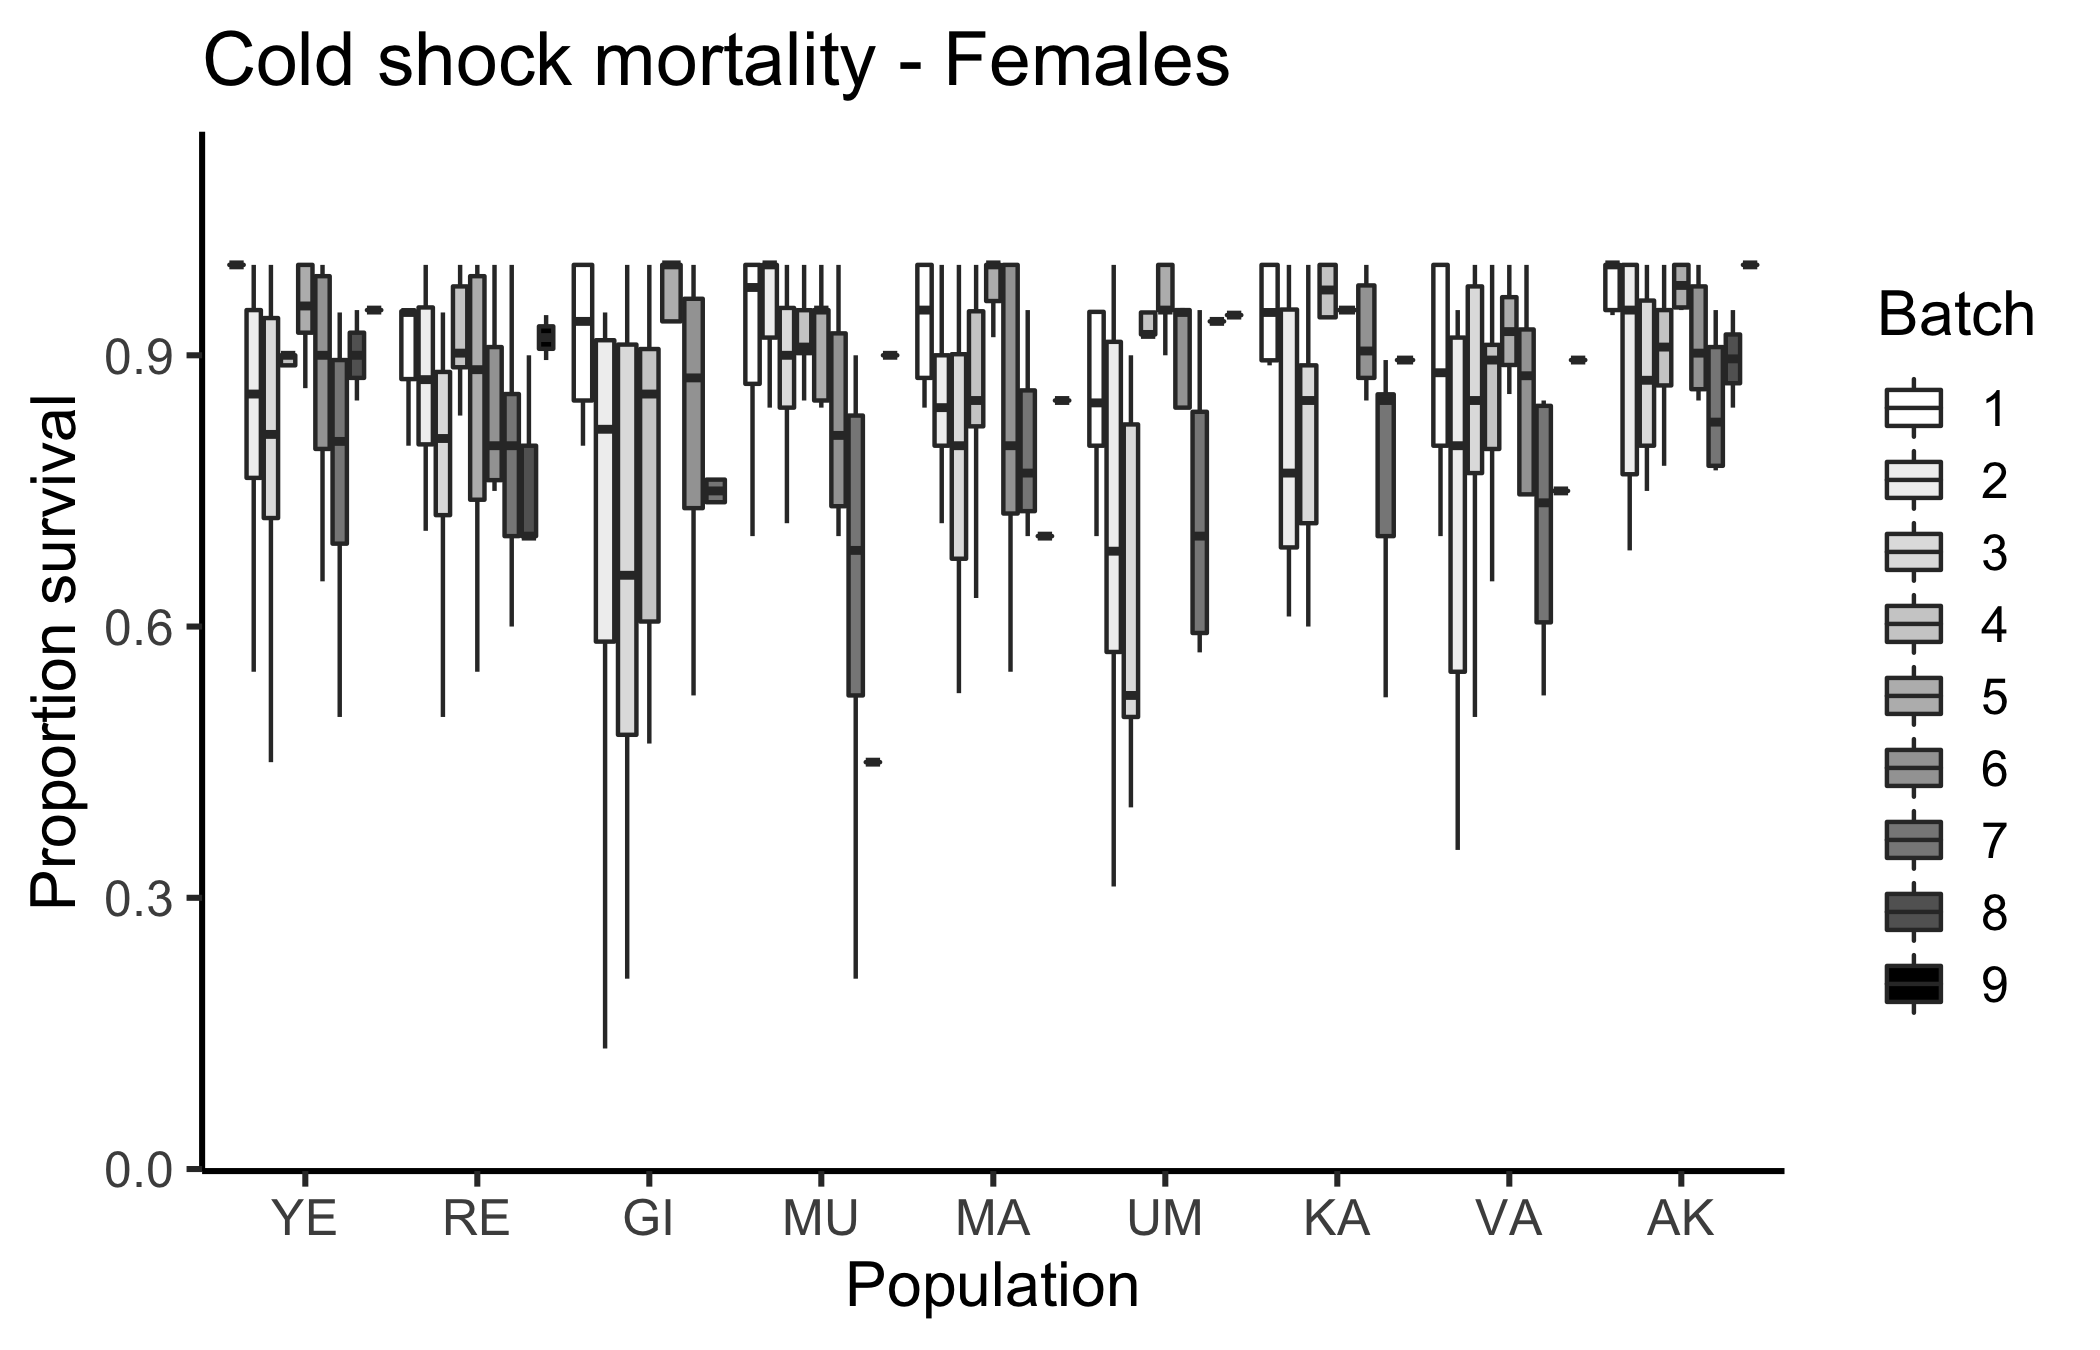 Cold shock mortality - Females
Proportion survival
0.9
0.6
0.3
0.0
YE RE GI MU MA UM KA VA AK
Population
Batch
1
2
3
4
5
6
7
8
9